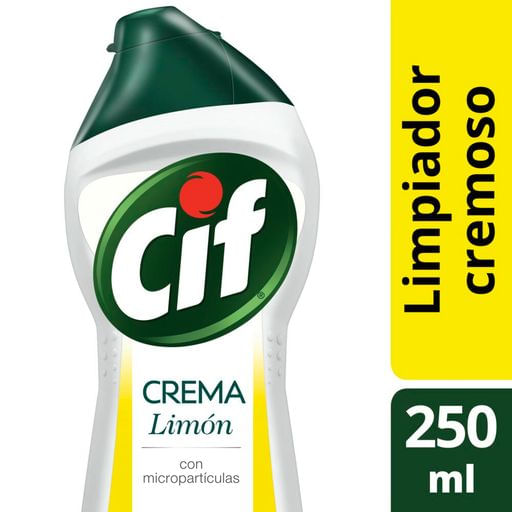 Cif
®
CREMA
Limón
con
micropartículas
Limpiador
cremoso
250
ml